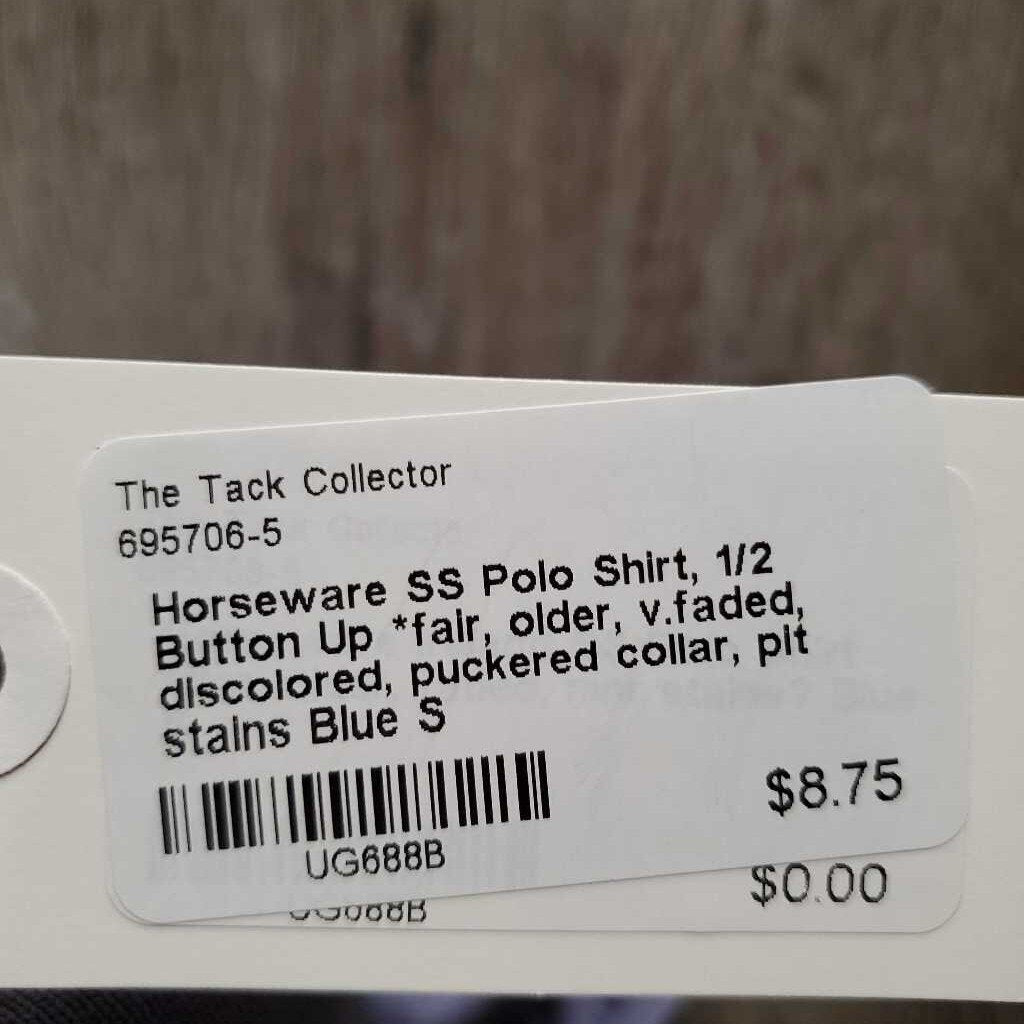 The Tack Collector
695706-5
Horseware SS Polo Shirt, 1/2
Button Up *fair, older, v.faded,
discolored, puckered collar, pit
stains Blue S
$8.75
UG688B
$0.00
UG688B